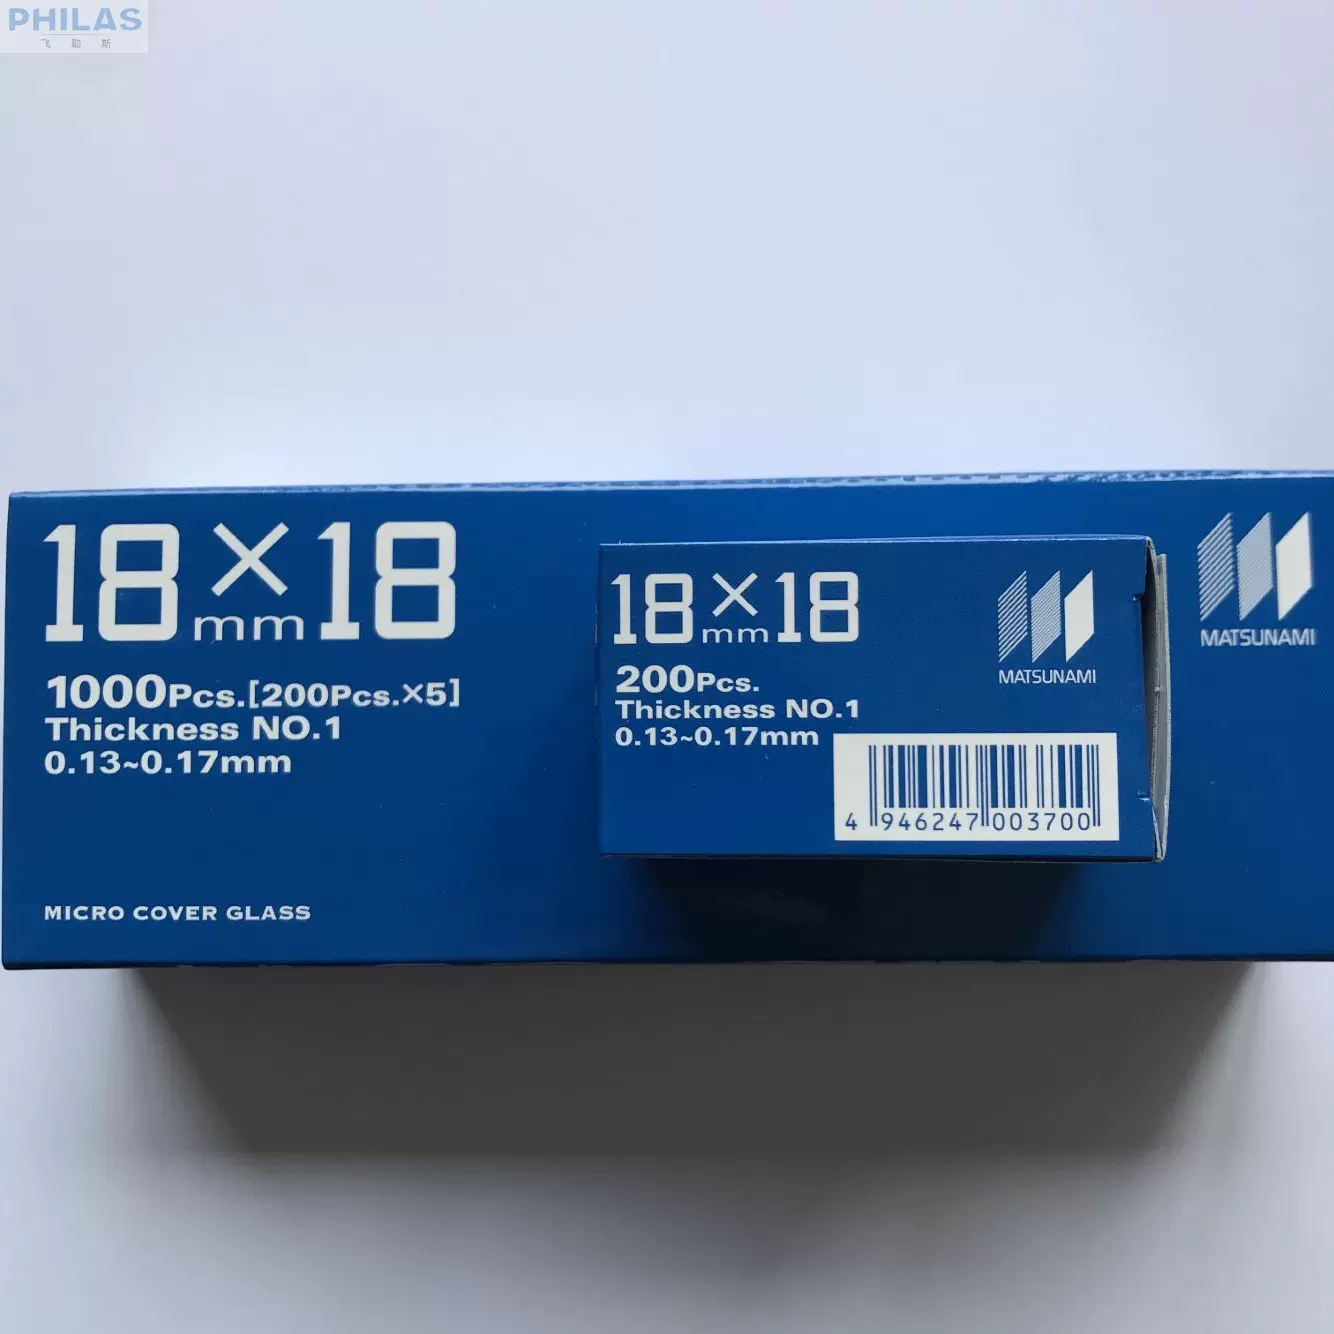 PHILAS
飞勒斯
18×18
mm
1000Pcs.[200Pcs.×5]
Thickness NO.1
0.13~0.17mm
MICRO COVER GLASS
18×18
mm
200Pcs.
Thickness NO.1
0.13~0.17mm
MATSUNAMI
4 946247 003700
MATSUNAMI